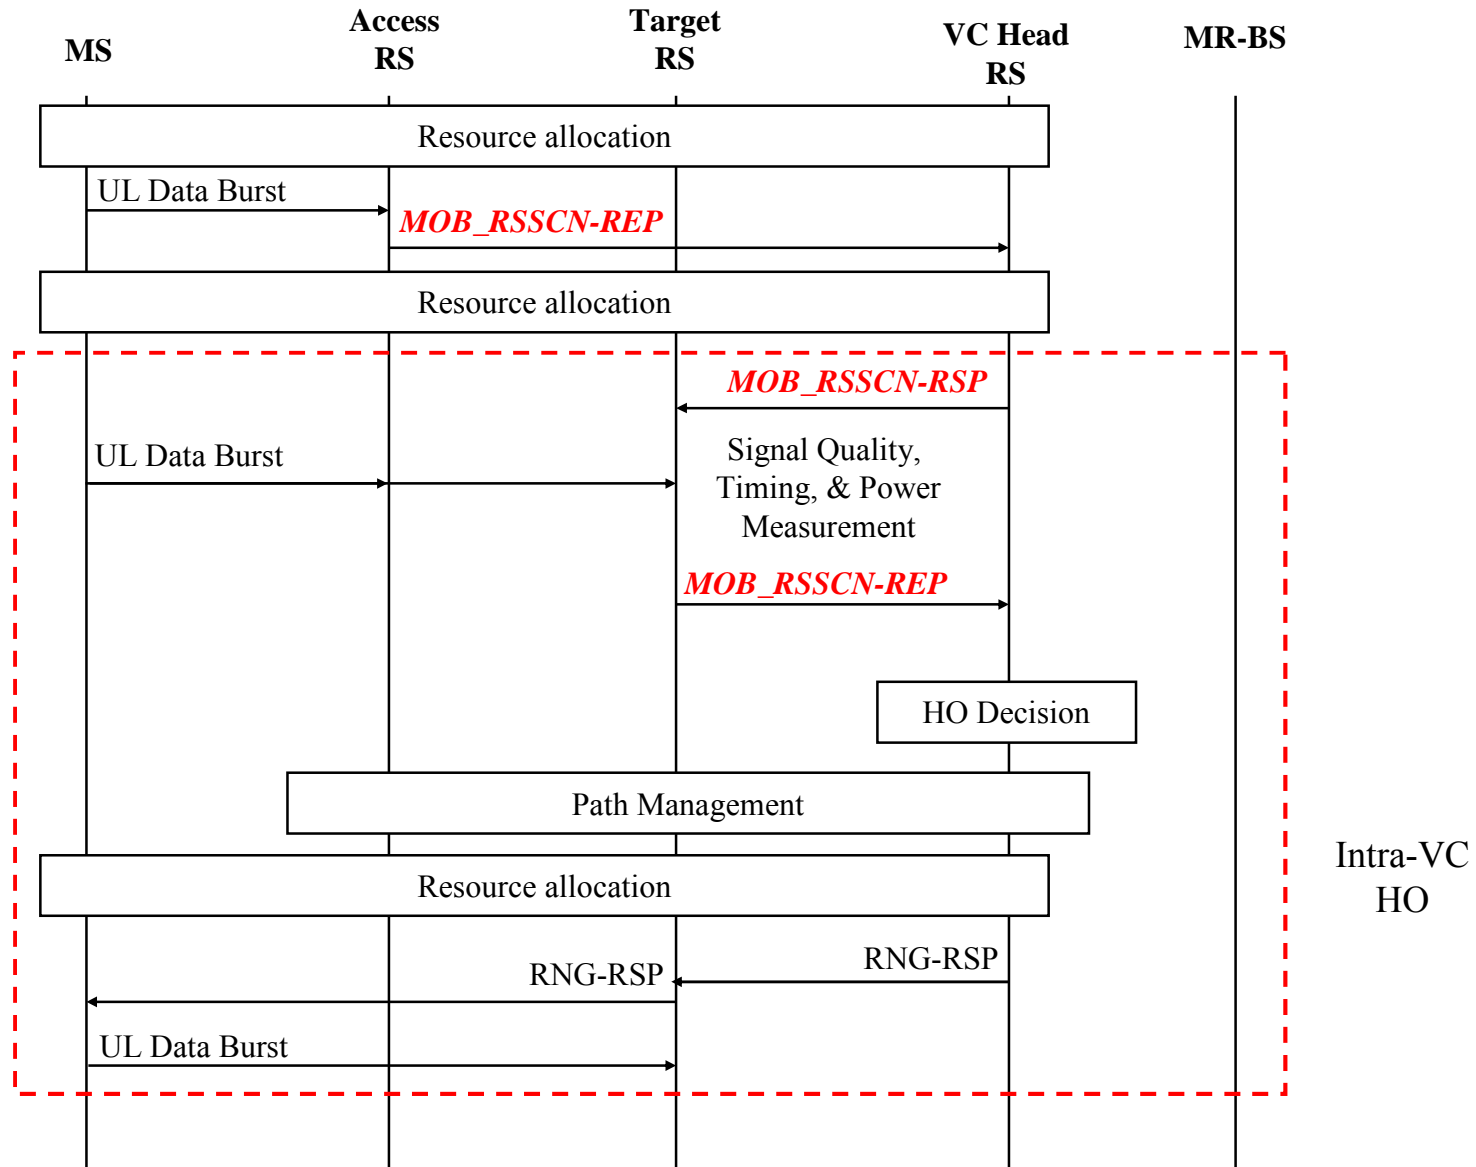 MS
Access
RS
Target
RS
VC Head
RS
MR-BS
Resource allocation
UL Data Burst
MOB_RSSCN-REP
Resource allocation
MOB_RSSCN-RSP
UL Data Burst
Signal Quality,
Timing, & Power
Measurement
MOB_RSSCN-REP
HO Decision
Path Management
Resource allocation
Intra-VC
HO
RNG-RSP
RNG-RSP
UL Data Burst